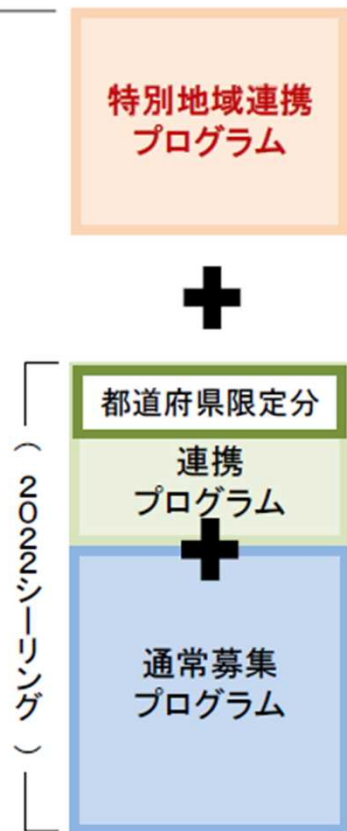 特別地域連携
プログラム
都道府県限定分
連携
プログラム
通常募集
プログラム
(2022シーリング)